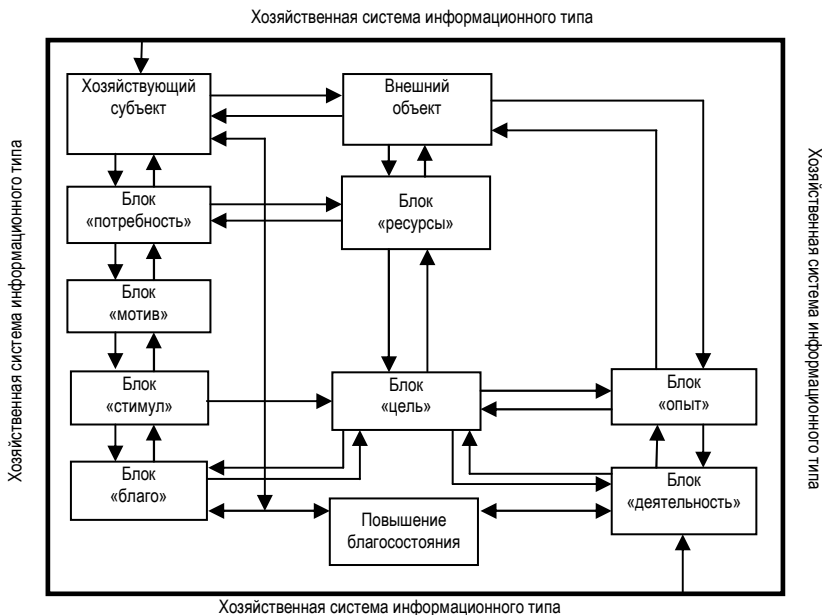 Хозяйственная система информационного типа
Хозяйственная система информационного типа
Хозяйствующий
субъект
Внешний
объект
Блок
«потребность»
Блок
«ресурсы»
Блок
«мотив»
Блок
«стимул»
Блок
«цель»
Блок
«опыт»
Блок
«благо»
Блок
«деятельность»
Повышение
благосостояния
Хозяйственная система информационного типа
Хозяйственная система информационного типа